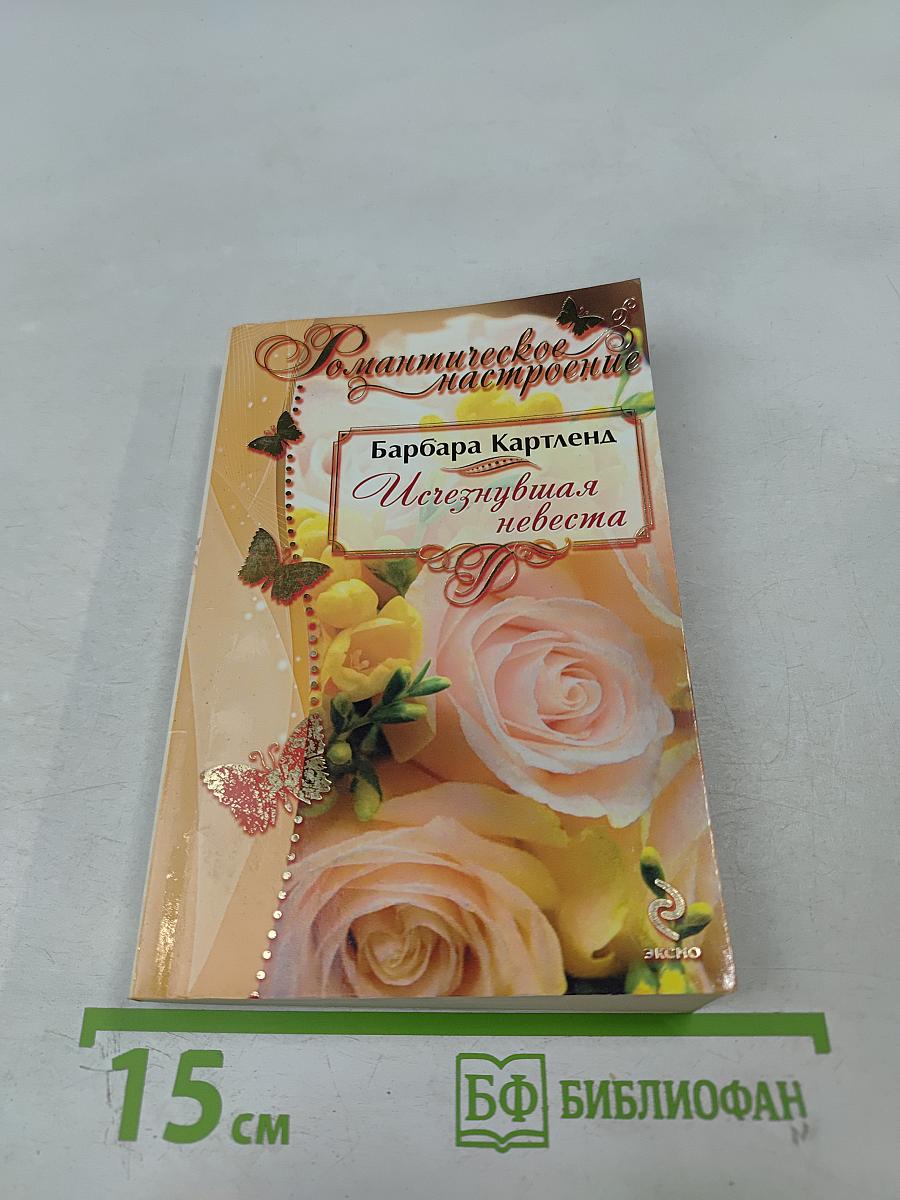 Романтическое
настроение
Барбара Картленд
Исчезнувшая
невеста
эксмо
15 см
БФ БИБЛИОФАН